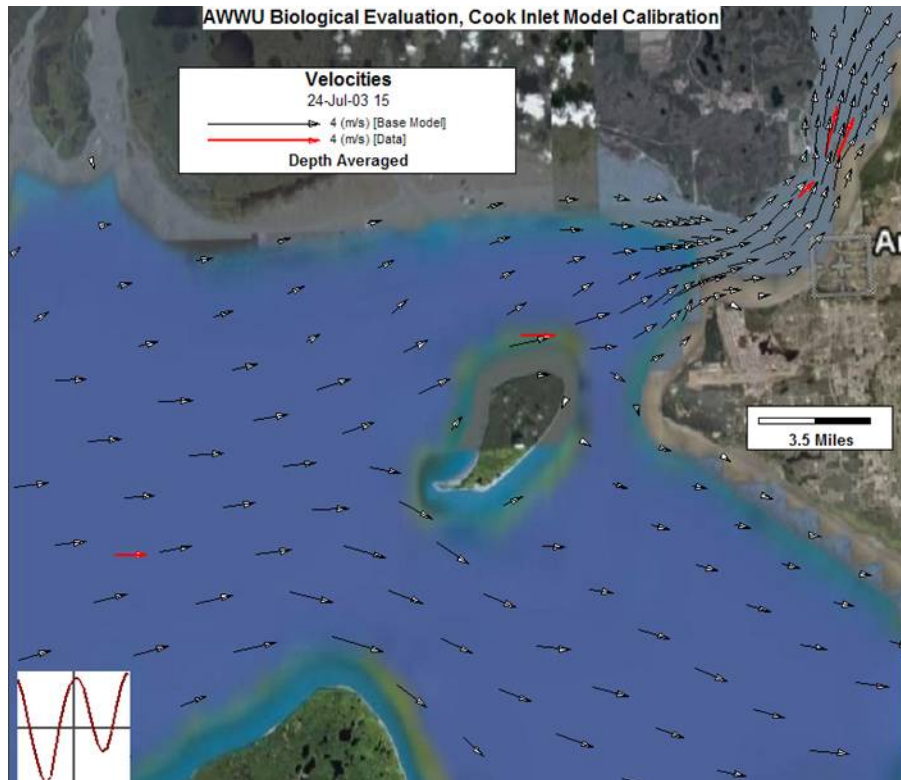 AWWU Biological Evaluation, Cook Inlet Model Calibration
Velocities
24-Jul-03 15
4 (m/s) [Base Model]
4 (m/s) [Data]
Depth Averaged
An
3.5 Miles